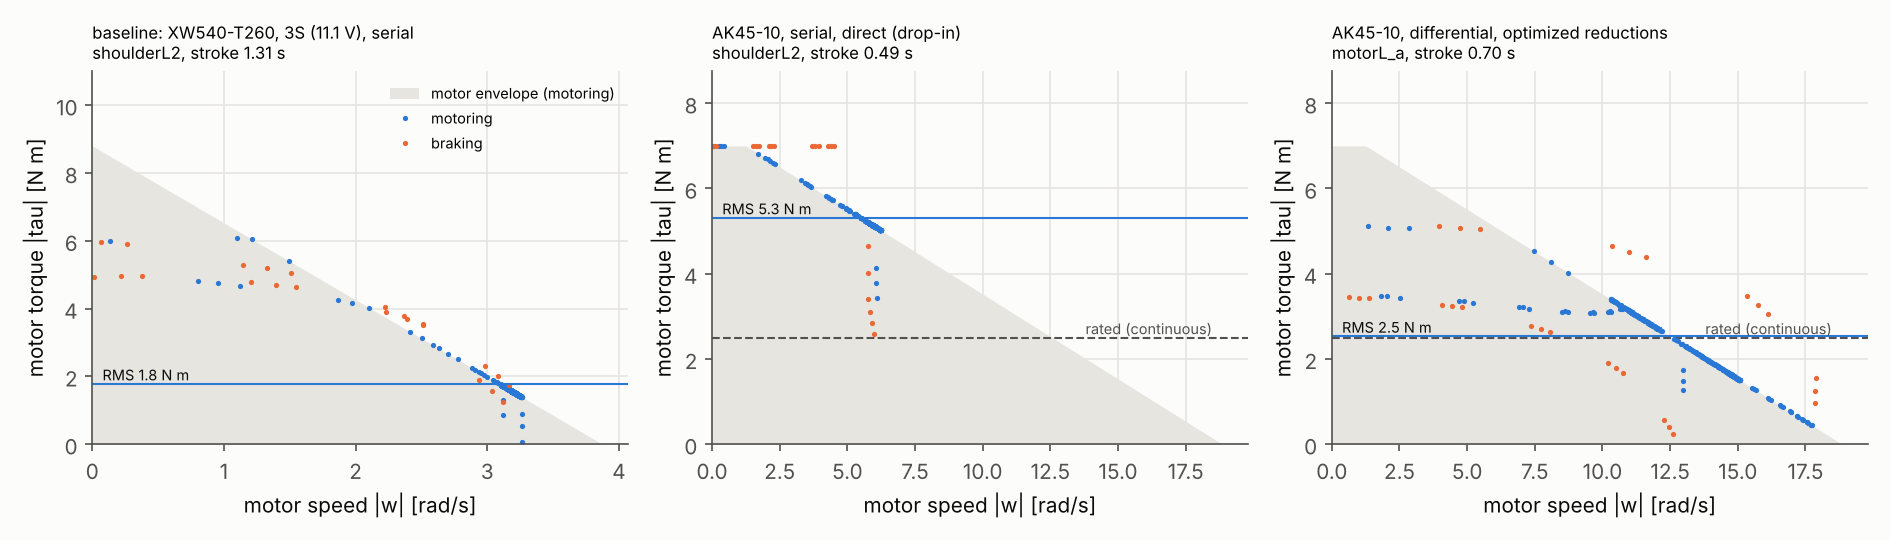 baseline: XW540-T260, 3S (11.1 V), serial
shoulderL2, stroke 1.31 s
motor envelope (motoring)
motoring
braking
RMS 1.8 N m
motor torque |tau| [N m]
10
8
6
4
2
0
0 1 2 3 4
motor speed |w| [rad/s]
AK45-10, serial, direct (drop-in)
shoulderL2, stroke 0.49 s
RMS 5.3 N m
rated (continuous)
motor torque |tau| [N m]
8
6
4
2
0
0.0 2.5 5.0 7.5 10.0 12.5 15.0 17.5
motor speed |w| [rad/s]
AK45-10, differential, optimized reductions
motorL_a, stroke 0.70 s
RMS 2.5 N m
rated (continuous)
motor torque |tau| [N m]
8
6
4
2
0
0.0 2.5 5.0 7.5 10.0 12.5 15.0 17.5
motor speed |w| [rad/s]